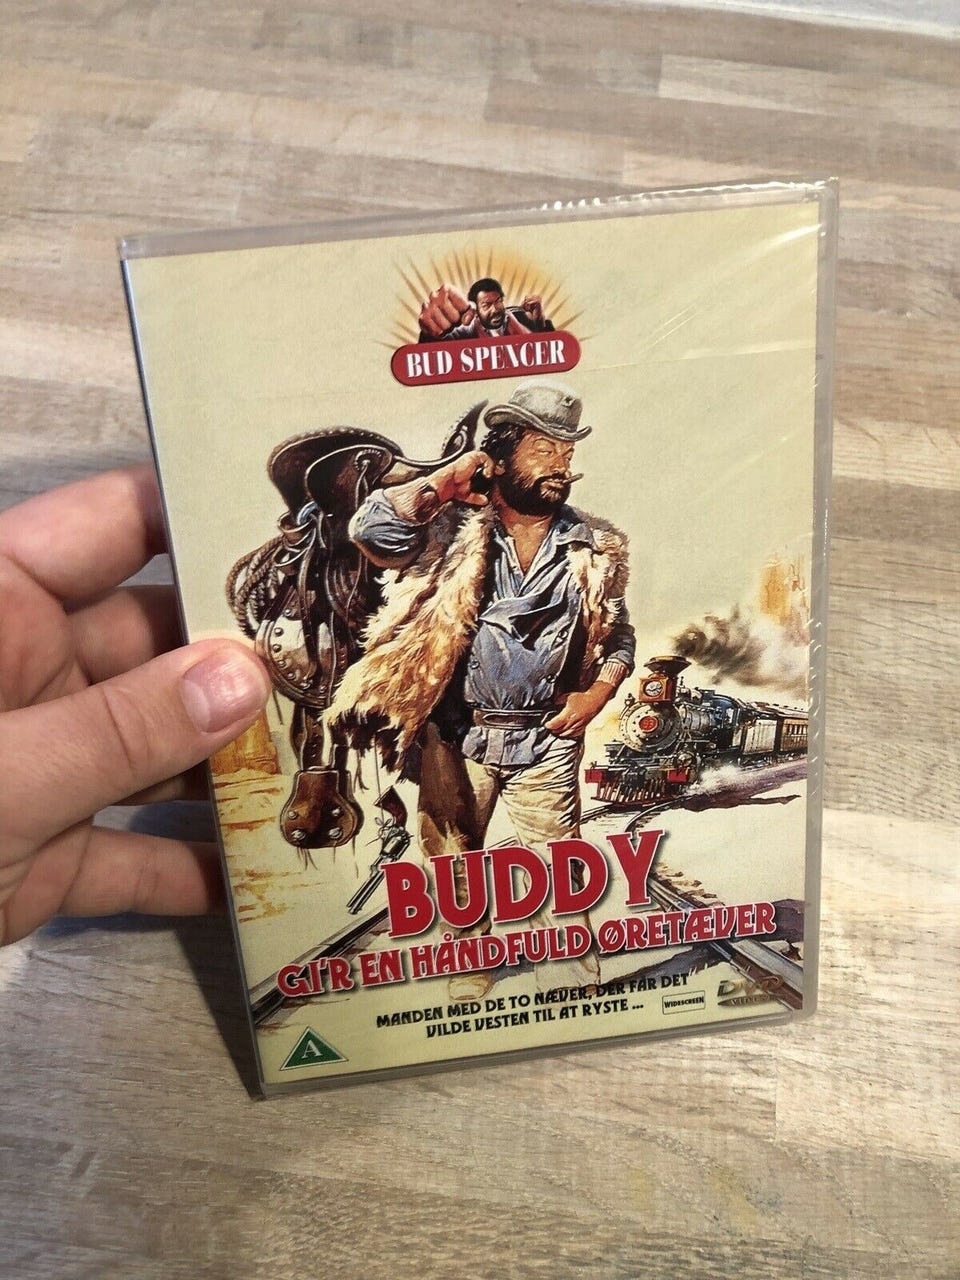 BUD SPENCER
BUDDY
GI'R EN HÅNDFULD ØRETÆVER
MANDEN MED DE TO NÆVER, DER FÅR DET
VILDE VESTEN TIL AT RYSTE ...
WIDESCREEN
DVD
VIDEO
A